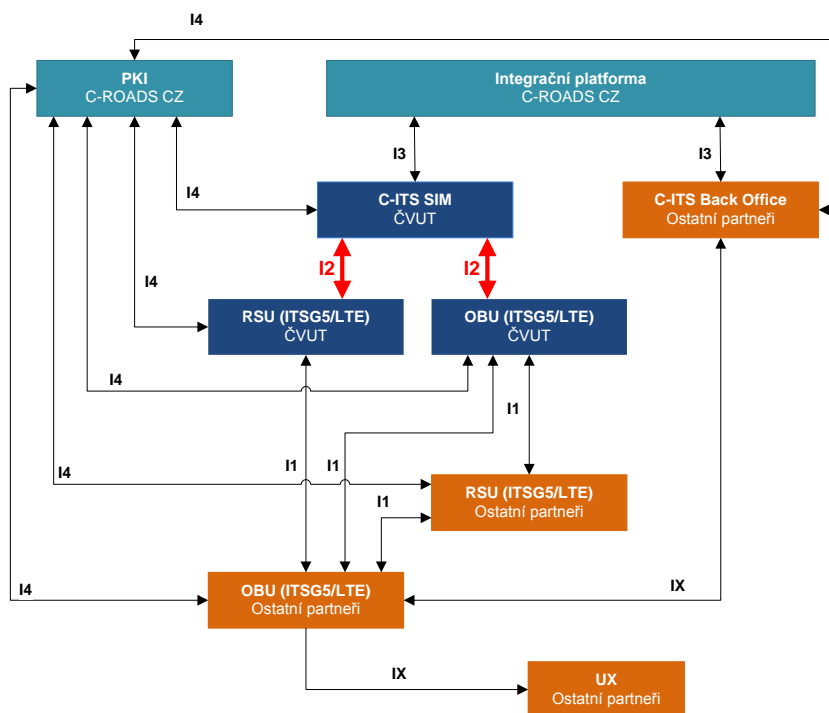 I4
PKI
C-ROADS CZ
Integrační platforma
C-ROADS CZ
I3
I3
I4
C-ITS SIM
ČVUT
C-ITS Back Office
Ostatní partneři
I2
I2
I4
RSU (ITSG5/LTE)
ČVUT
OBU (ITSG5/LTE)
ČVUT
I4
I1
I4
I1
I1
RSU (ITSG5/LTE)
Ostatní partneři
I1
I4
OBU (ITSG5/LTE)
Ostatní partneři
IX
IX
UX
Ostatní partneři